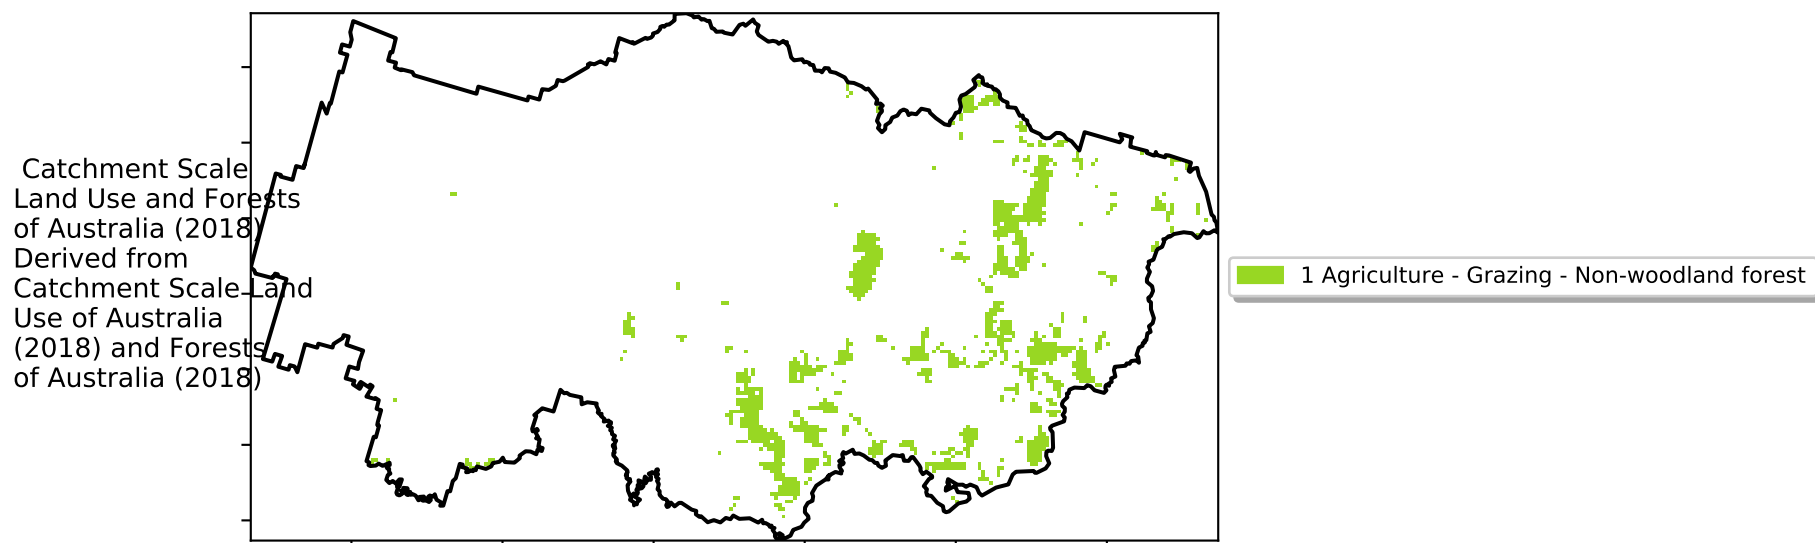 Catchment Scale
Land Use and Forests
of Australia (2018)
Derived from
Catchment Scale Land
Use of Australia
(2018) and Forests
of Australia (2018)
1 Agriculture - Grazing - Non-woodland forest